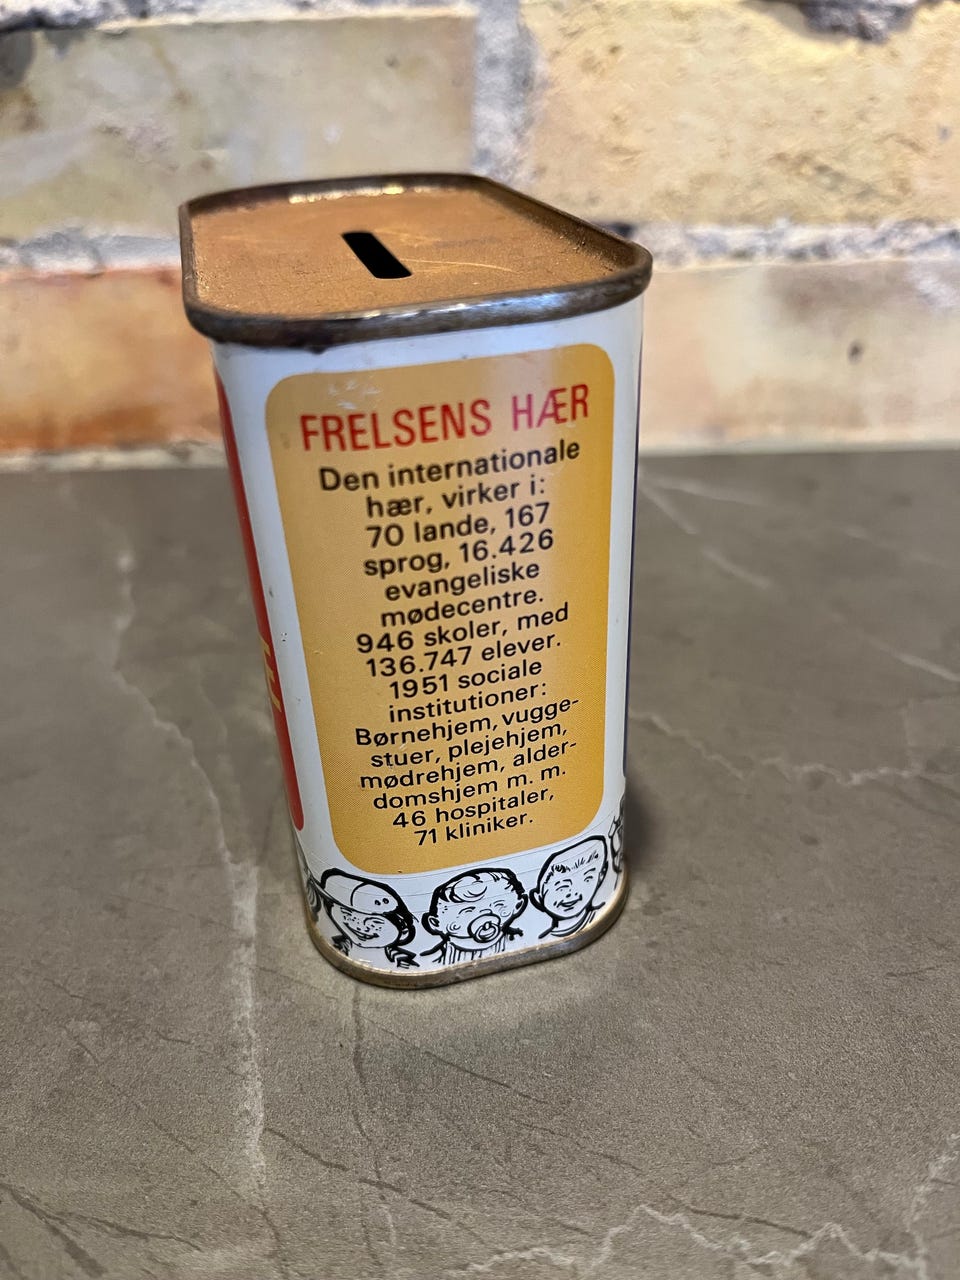 FRELSENS HÆR
Den internationale
hær, virker i:
70 lande, 167
sprog, 16.426
evangeliske
mødecentre.
946 skoler, med
136.747 elever.
1951 sociale
institutioner:
Børnehjem, vugge-
stuer, plejehjem,
mødrehjem, alder-
domshjem m. m.
46 hospitaler,
71 kliniker.